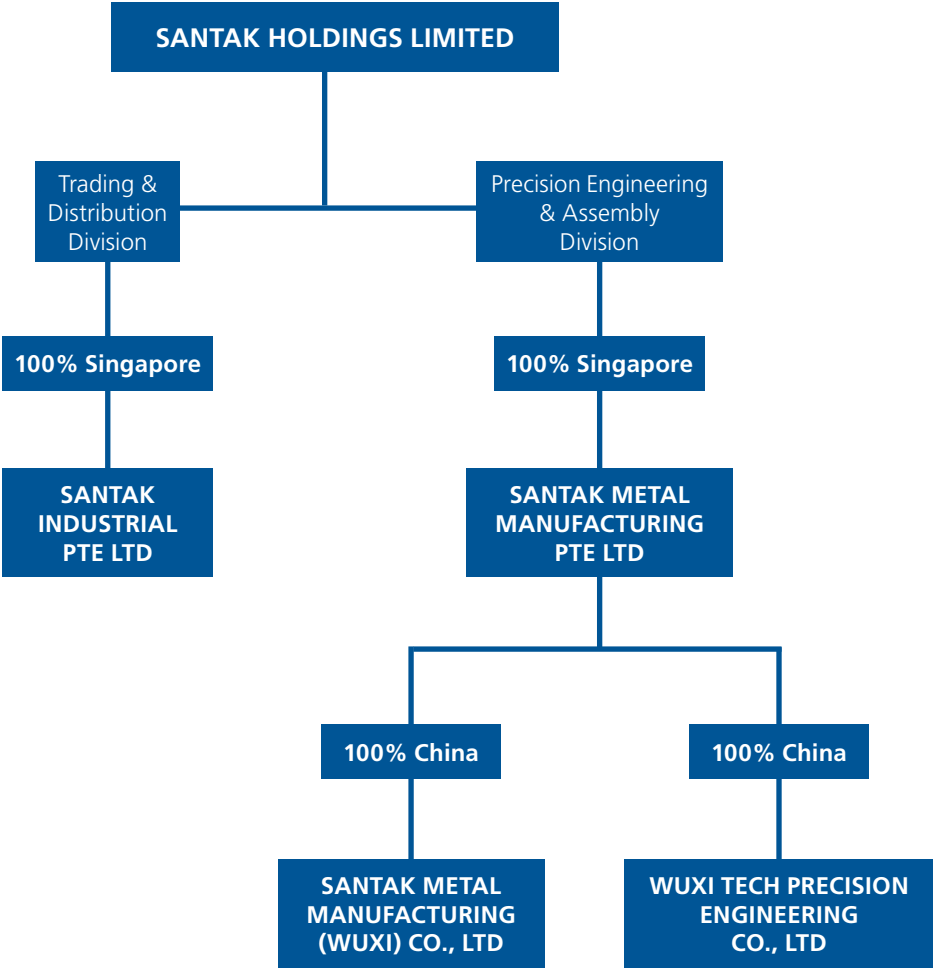 SANTAK HOLDINGS LIMITED
Trading &
Distribution
Division
Precision Engineering
& Assembly
Division
100% Singapore
100% Singapore
SANTAK
INDUSTRIAL
PTE LTD
SANTAK METAL
MANUFACTURING
PTE LTD
100% China
100% China
SANTAK METAL
MANUFACTURING
(WUXI) CO., LTD
WUXI TECH PRECISION
ENGINEERING
CO., LTD